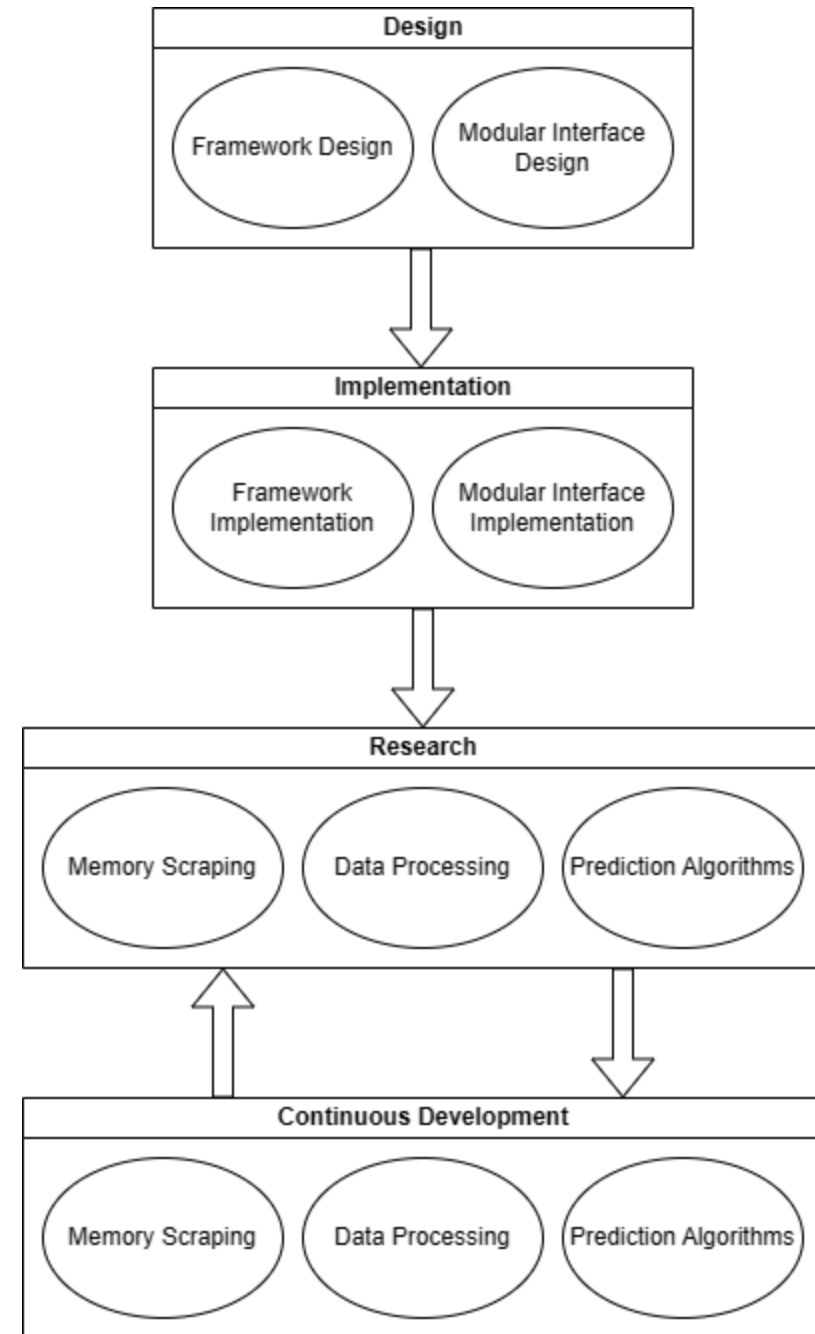 Design
Framework Design
Modular Interface
Design
Implementation
Framework
Implementation
Modular Interface
Implementation
Research
Memory Scraping
Data Processing
Prediction Algorithms
Continuous Development
Memory Scraping
Data Processing
Prediction Algorithms